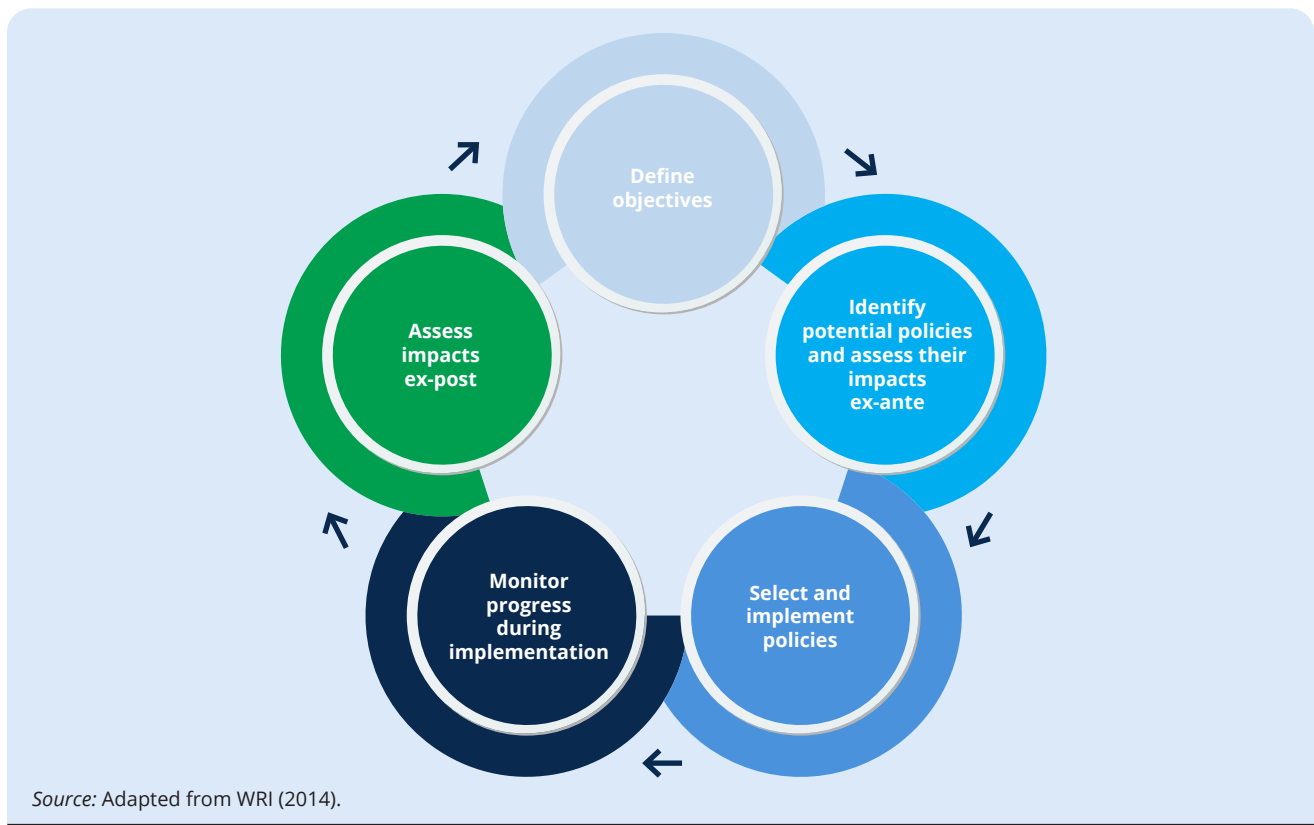 Define
objectives
Identify
potential policies
and assess their
impacts
ex-ante
Select and
implement
policies
Monitor
progress
during
implementation
Assess
impacts
ex-post
Source: Adapted from WRI (2014).